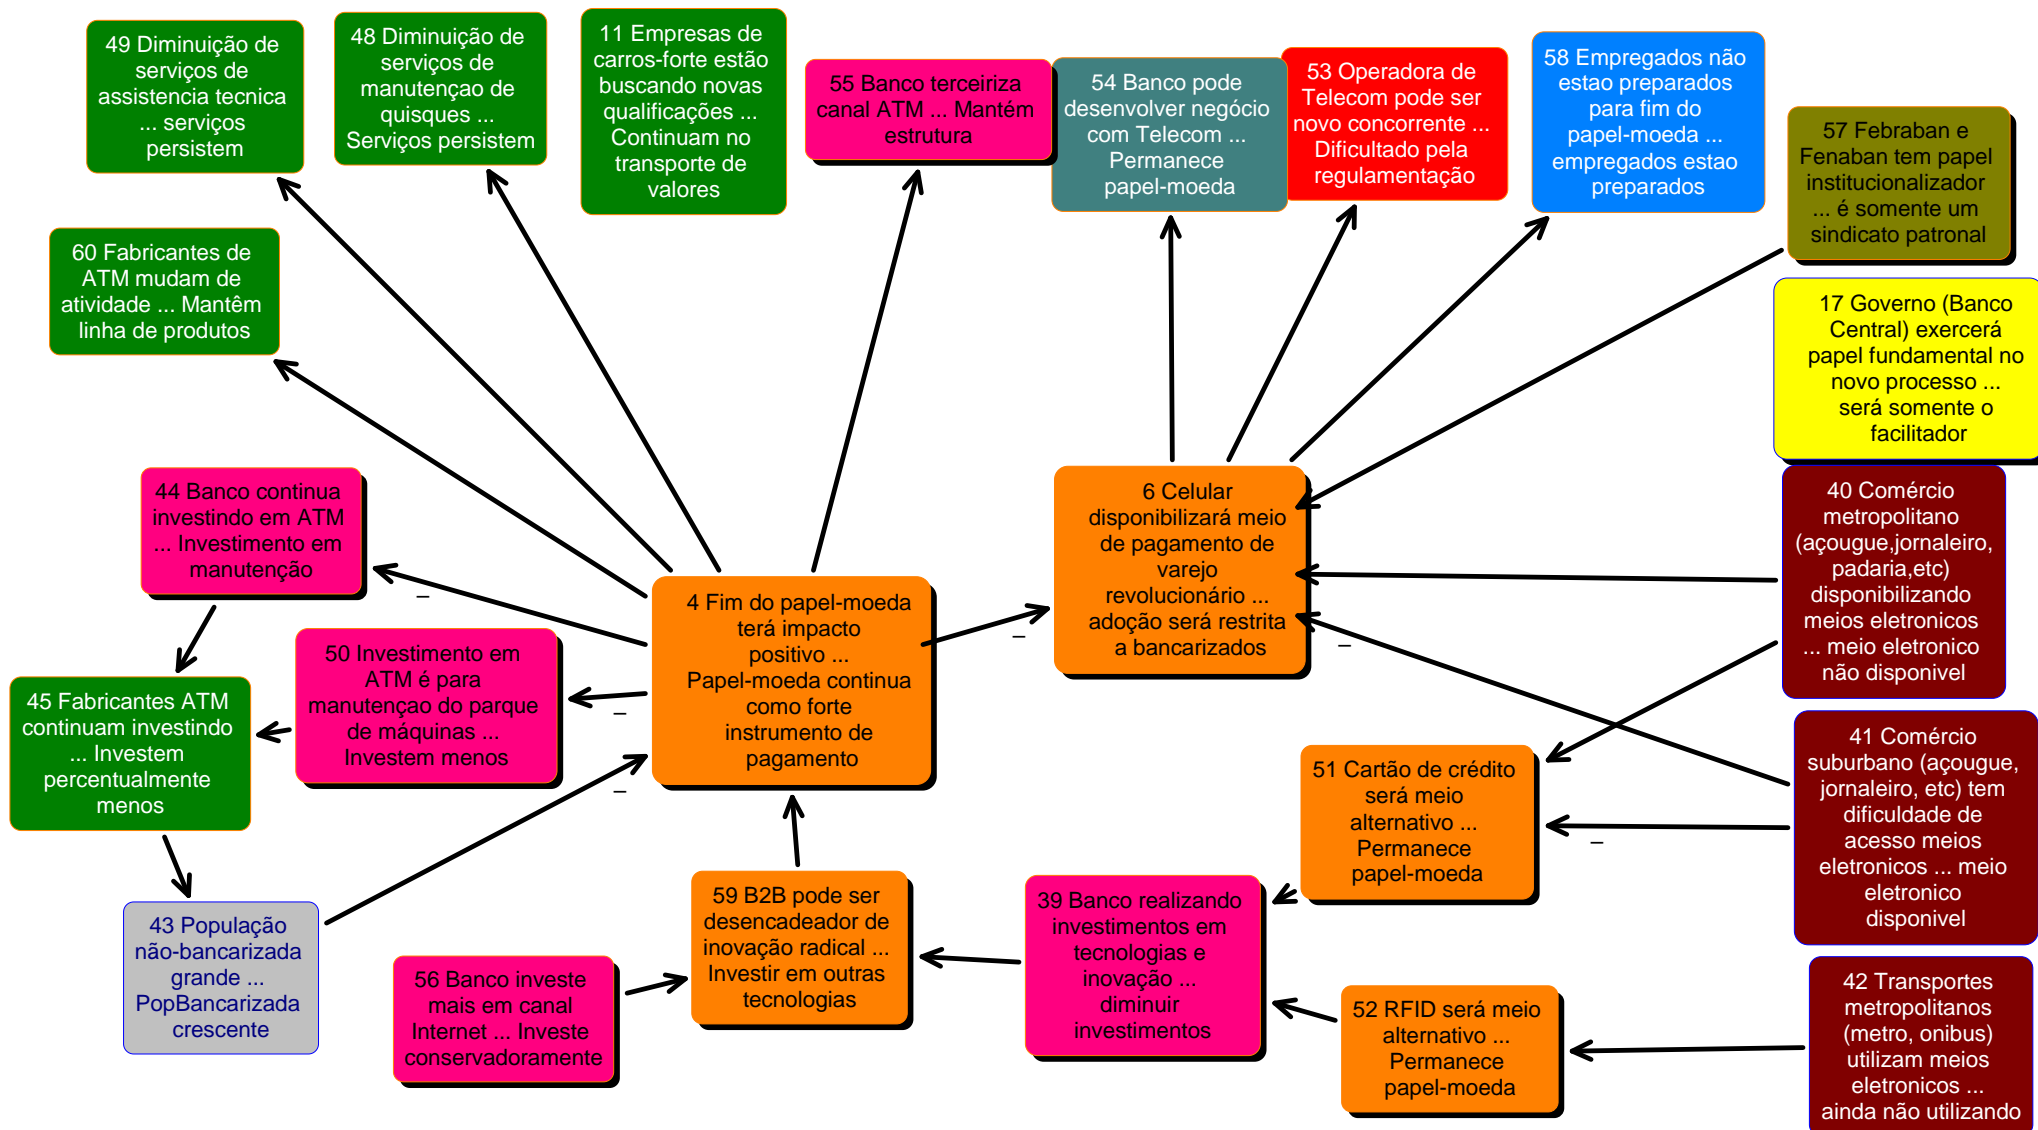 49 Diminuição de
serviços de
assistencia tecnica
... serviços
persistem
48 Diminuição de
serviços de
manutençao de
quisques ...
Serviços persistem
11 Empresas de
carros-forte estão
buscando novas
qualificações ...
Continuam no
transporte de
valores
55 Banco terceiriza
canal ATM ... Mantém
estrutura
54 Banco pode
desenvolver negócio
com Telecom ...
Permanece
papel-moeda
53 Operadora de
Telecom pode ser
novo concorrente ...
Dificultado pela
regulamentação
58 Empregados não
estao preparados
para fim do
papel-moeda ...
empregados estao
preparados
57 Febraban e
Fenaban tem papel
institucionalizador
... é somente um
sindicato patronal
60 Fabricantes de
ATM mudam de
atividade ... Mantêm
linha de produtos
17 Governo (Banco
Central) exercerá
papel fundamental no
novo processo ...
será somente o
facilitador
44 Banco continua
investindo em ATM
... Investimento em
manutenção
6 Celular
disponibilizará meio
de pagamento de
varejo
revolucionário ...
adoção será restrita
a bancarizados
40 Comércio
metropolitano
(açougue,jornaleiro,
padaria,etc)
disponibilizando
meios eletronicos
... meio eletronico
não disponivel
4 Fim do papel-moeda
terá impacto
positivo ...
Papel-moeda continua
como forte
instrumento de
pagamento
50 Investimento em
ATM é para
manutençao do parque
de máquinas ...
Investem menos
45 Fabricantes ATM
continuam investindo
... Investem
percentualmente
menos
51 Cartão de crédito
será meio
alternativo ...
Permanece
papel-moeda
41 Comércio
suburbano (açougue,
jornaleiro, etc) tem
dificuldade de
acesso meios
eletronicos ... meio
eletronico
disponivel
43 População
não-bancarizada
grande ...
PopBancarizada
crescente
59 B2B pode ser
desencadeador de
inovação radical ...
Investir em outras
tecnologias
39 Banco realizando
investimentos em
tecnologias e
inovação ...
diminuir
investimentos
56 Banco investe
mais em canal
Internet ... Investe
conservadoramente
52 RFID será meio
alternativo ...
Permanece
papel-moeda
42 Transportes
metropolitanos
(metro, onibus)
utilizam meios
eletronicos ...
ainda não utilizando